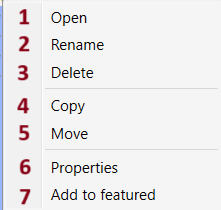 1 Open
2 Rename
3 Delete
4 Copy
5 Move
6 Properties
7 Add to featured